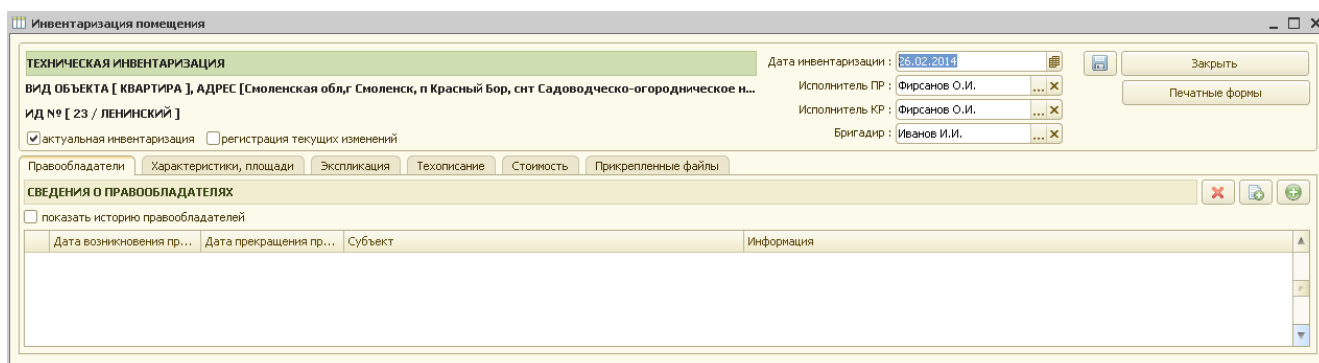 Инвентаризация помещения
ТЕХНИЧЕСКАЯ ИНВЕНТАРИЗАЦИЯ
Дата инвентаризации : 26.02.2014
Закрыть
ВИД ОБЪЕКТА [ КВАРТИРА ], АДРЕС [Смоленская обл,г Смоленск, п Красный Бор, снт Садоводческо-огородническое н...
Исполнитель ПР : Фирсанов О.И. ...
Печатные формы
ИД № [ 23 / ЛЕНИНСКИЙ ]
Исполнитель КР : Фирсанов О.И. ...
актуальная инвентаризация регистрация текущих изменений
Бригадир : Иванов И.И. ...
Правообладатели Характеристики, площади Экспликация Техописание Стоимость Прикрепленные файлы
СВЕДЕНИЯ О ПРАВООБЛАДАТЕЛЯХ
показать историю правообладателей
Дата возникновения пр... Дата прекращения пр... Субъект Информация